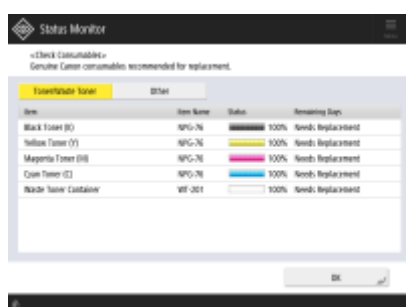 Status Monitor
Menu
<Check Consumables>
Genuine Canon consumables recommended for replacement.
Toner/Waste Toner Other
Item Item Name Status Remaining Days
Black Toner (K) NPG-76 100% Needs Replacement
Yellow Toner (Y) NPG-76 100% Needs Replacement
Magenta Toner (M) NPG-76 100% Needs Replacement
Cyan Toner (C) NPG-76 100% Needs Replacement
Waste Toner Container WT-201 100% Needs Replacement
OK